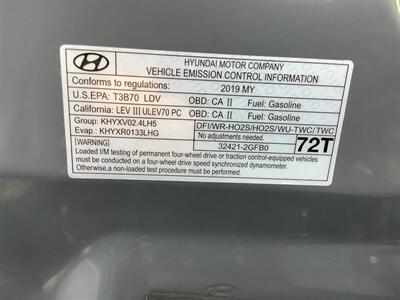 HYUNDAI MOTOR COMPANY
VEHICLE EMISSION CONTROL INFORMATION
Conforms to regulations: 2019 MY
U.S.EPA: T3B70 LDV OBD: CA II Fuel: Gasoline
California: LEV III ULEV70 PC OBD: CA II Fuel: Gasoline
Group: KHYXV02.4LH5 DFI/WR-HO2S/HO2S/WU-TWC/TWC
Evap.: KHYXR0133LHG No adjustments needed.
32421-2GFB0 72T
[WARNING]
Loaded I/M testing of permanent four-wheel drive or traction control-equipped vehicles
must be conducted on a four-wheel drive speed synchronized dynamometer.
Otherwise, a non-loaded test must be performed.